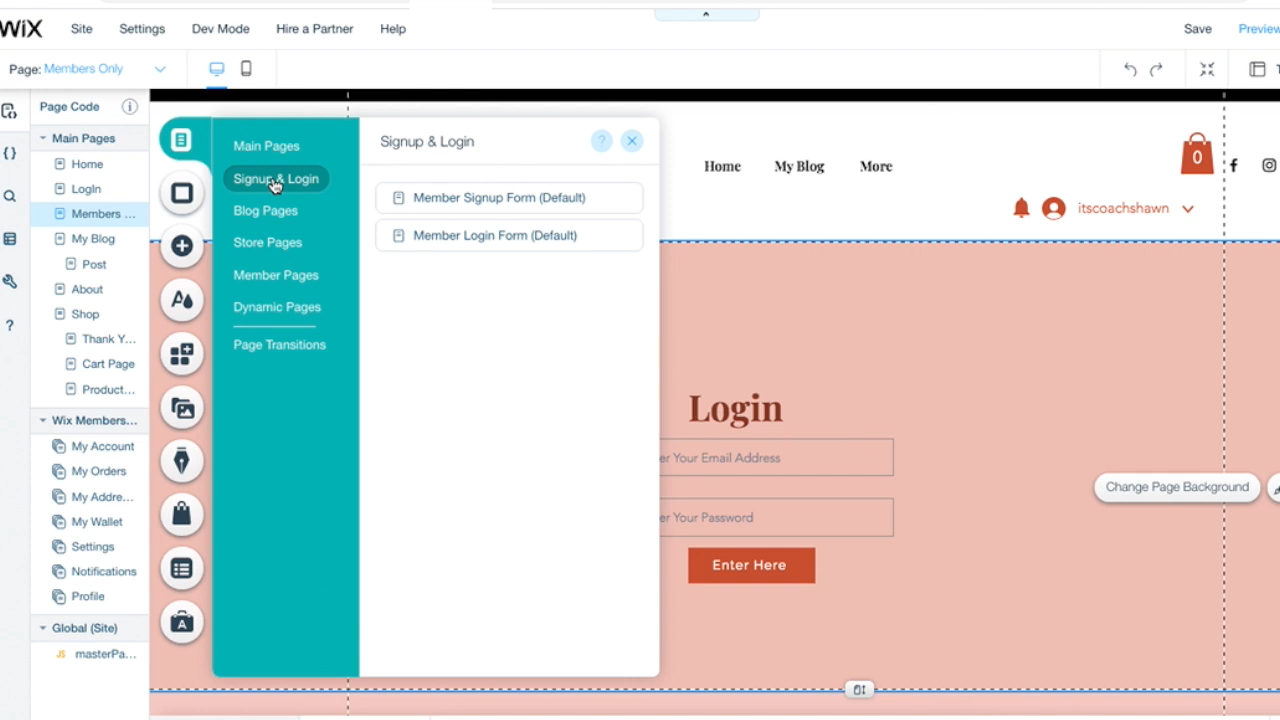 WiX Site Settings Dev Mode Hire a Partner Help Save Preview
Page: Members Only
Page Code
Main Pages
Home
LogIn
Members ...
My Blog
Post
About
Shop
Thank Y...
Cart Page
Product...
Wix Members...
My Account
My Orders
My Addre...
My Wallet
Settings
Notifications
Profile
Global (Site)
JS masterPa...
Main Pages
Signup & Login
Blog Pages
Store Pages
Member Pages
Dynamic Pages
Page Transitions
Signup & Login ?
Member Signup Form (Default)
Member Login Form (Default)
Home My Blog More
0
itscoachshawn
Login
er Your Email Address
er Your Password
Enter Here
Change Page Background